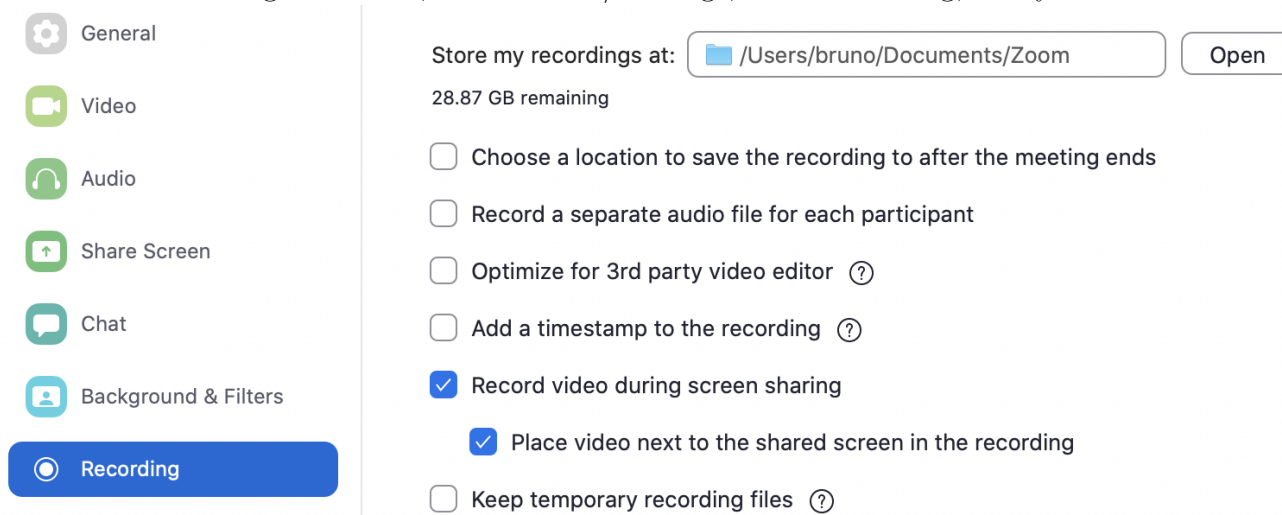 General
Video
Audio
Share Screen
Chat
Background & Filters
Recording
Store my recordings at: /Users/bruno/Documents/Zoom Open
28.87 GB remaining
Choose a location to save the recording to after the meeting ends
Record a separate audio file for each participant
Optimize for 3rd party video editor ?
Add a timestamp to the recording ?
Record video during screen sharing
Place video next to the shared screen in the recording
Keep temporary recording files ?